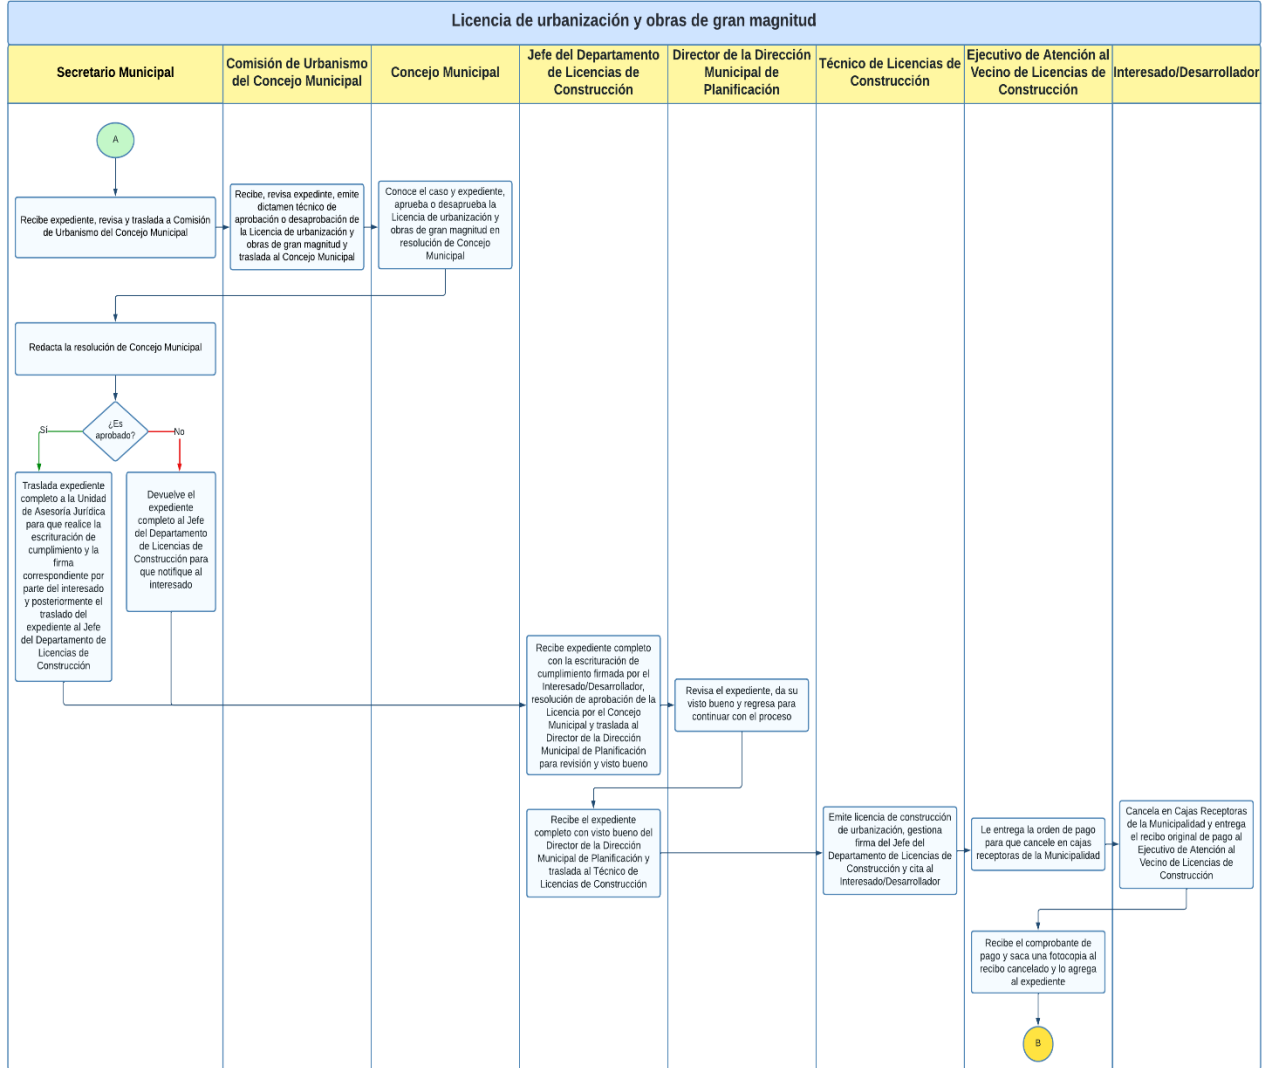 Licencia de urbanización y obras de gran magnitud
Secretario Municipal
Comisión de Urbanismo
del Concejo Municipal
Concejo Municipal
Jefe del Departamento
de Licencias de
Construcción
Director de la Dirección
Municipal de
Planificación
Técnico de Licencias de
Construcción
Ejecutivo de Atención al
Vecino de Licencias de
Construcción
Interesado/Desarrollador
A
Recibe expediente, revisa y traslada a Comisión
de Urbanismo del Concejo Municipal
Recibe, revisa expedinte, emite
dictamen técnico de
aprobación o desaprobación de
la Licencia de urbanización y
obras de gran magnitud y
traslada al Concejo Municipal
Conoce el caso y expediente,
aprueba o desaprueba la
Licencia de urbanización y
obras de gran magnitud en
resolución de Concejo
Municipal
Redacta la resolución de Concejo Municipal
¿Es
aprobado?
Sí
No
Traslada expediente
completo a la Unidad
de Asesoría Jurídica
para que realice la
escrituración de
cumplimiento y la
firma
correspondiente por
parte del interesado
y posteriormente el
traslado del
expediente al Jefe
del Departamento de
Licencias de
Construcción
Devuelve el
expediente
completo al Jefe
del Departamento
de Licencias de
Construcción para
que notifique al
interesado
Recibe expediente completo
con la escrituración de
cumplimiento firmada por el
Interesado/Desarrollador,
resolución de aprobación de la
Licencia por el Concejo
Municipal y traslada al
Director de la Dirección
Municipal de Planificación
para revisión y visto bueno
Revisa el expediente, da su
visto bueno y regresa para
continuar con el proceso
Recibe el expediente
completo con visto bueno del
Director de la Dirección
Municipal de Planificación y
traslada al Técnico de
Licencias de Construcción
Emite licencia de construcción
de urbanización, gestiona
firma del Jefe del
Departamento de Licencias de
Construcción y cita al
Interesado/Desarrollador
Le entrega la orden de pago
para que cancele en cajas
receptoras de la Municipalidad
Cancela en Cajas Receptoras
de la Municipalidad y entrega
el recibo original de pago al
Ejecutivo de Atención al
Vecino de Licencias de
Construcción
Recibe el comprobante de
pago y saca una fotocopia al
recibo cancelado y lo agrega
al expediente
B